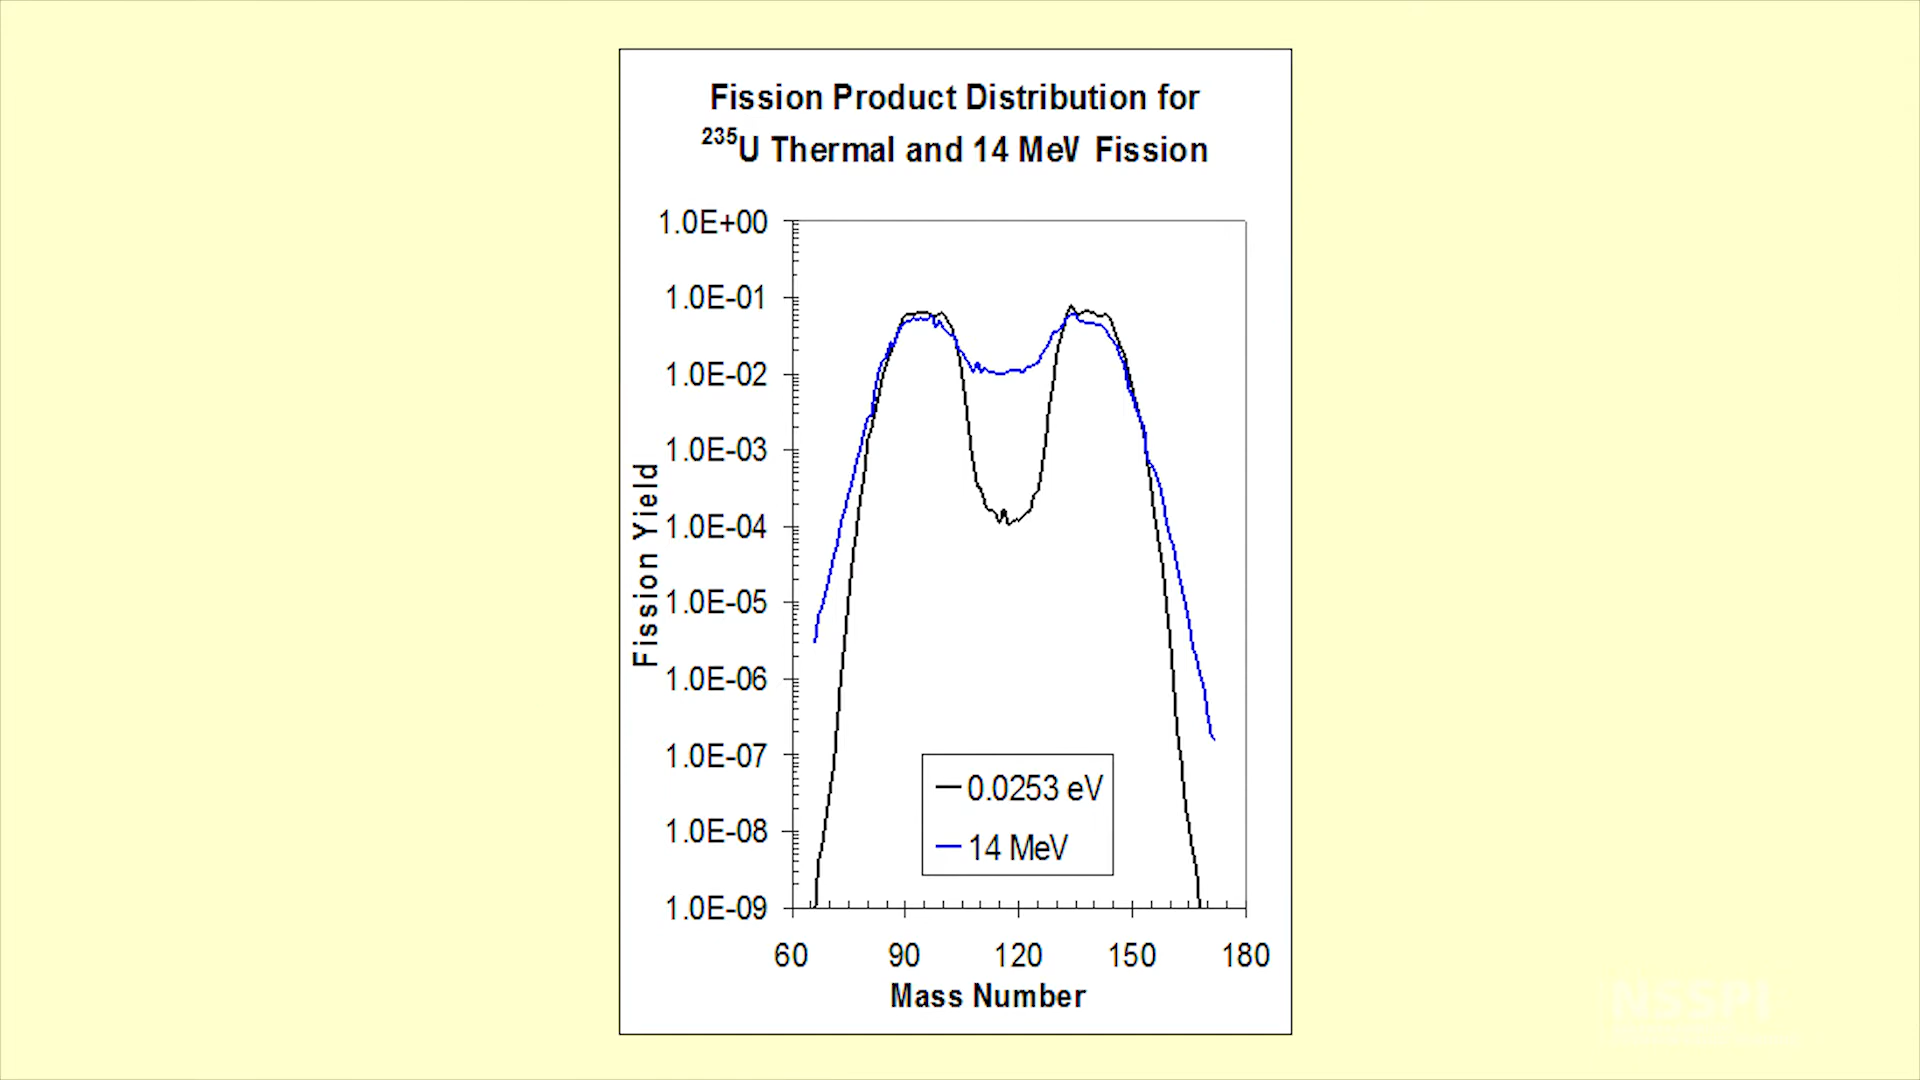 Fission Product Distribution for
²³⁵U Thermal and 14 MeV Fission
1.0E+00
1.0E-01
1.0E-02
1.0E-03
1.0E-04
1.0E-05
1.0E-06
1.0E-07
1.0E-08
1.0E-09
Fission Yield
0.0253 eV
14 MeV
60 90 120 150 180
Mass Number
NSSPI